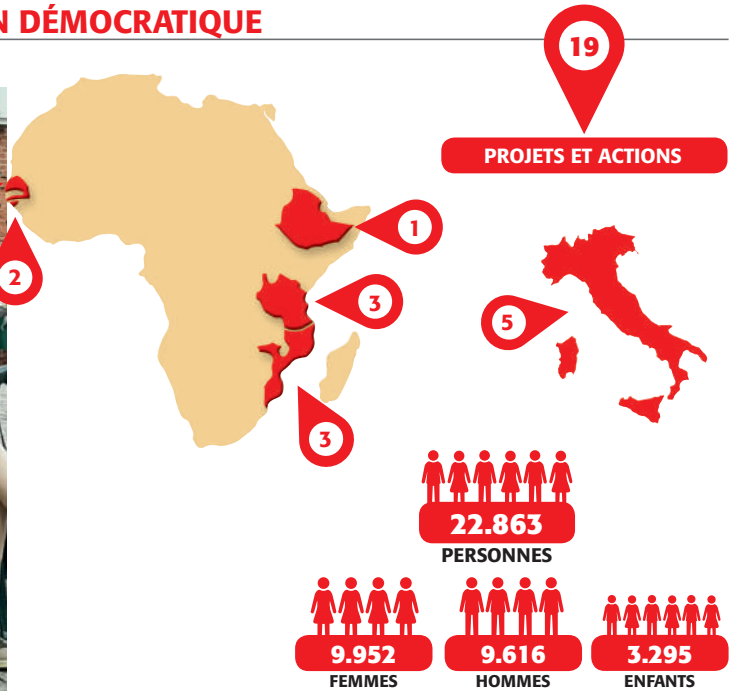 N DÉMOCRATIQUE
19
PROJETS ET ACTIONS
1
2
3
5
3
22.863
PERSONNES
9.952
FEMMES
9.616
HOMMES
3.295
ENFANTS